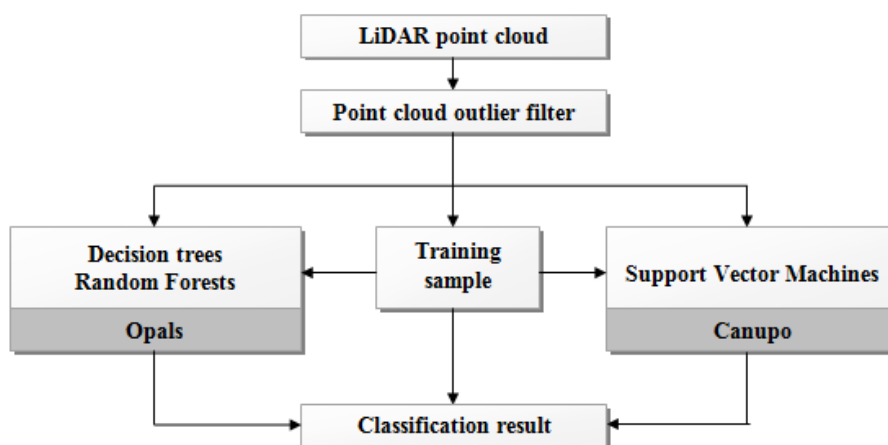 LiDAR point cloud
Point cloud outlier filter
Decision trees
Random Forests
Opals
Training
sample
Support Vector Machines
Canupo
Classification result